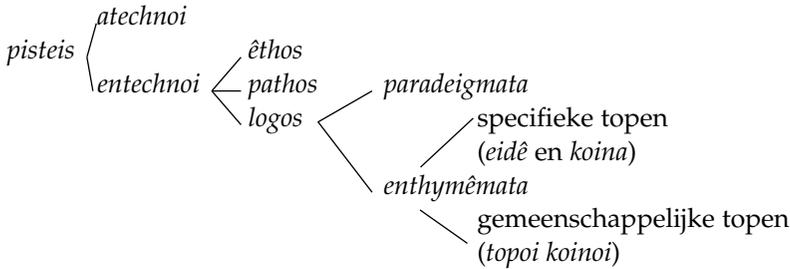 atechnoi
pisteis
êthos
entechnoi
pathos
paradeigmata
logos
specifieke topen
(eidê en koina)
enthymêmata
gemeenschappelijke topen
(topoi koinoi)